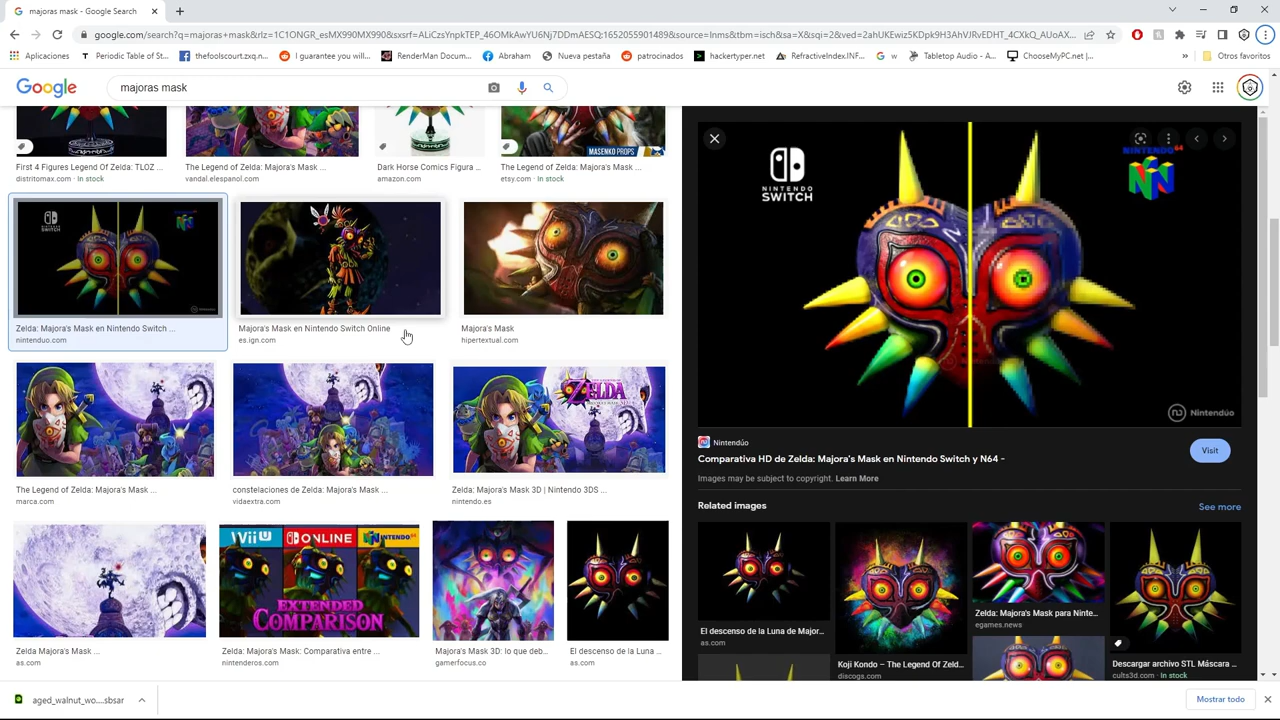 majoras mask - Google Search
google.com/search?q=majoras+mask&rlz=1C1ONGR_esMX990MX990&sxsrf=ALiCzsYnpkTEP_46OMkAwYU6Nj7DDmAESQ:1652055901489&source=lnms&tbm=isch&sa=X&sqi=2&ved=2ahUKEwiz5KDpk9H3AhVJRvEDHT_4CXkQ_AUoAX...
Aplicaciones
Periodic Table of St...
thefoolscourt.zxq.n...
I guarantee you will...
RenderMan Docum...
Abraham
Nueva pestaña
patrocinados
hackertyper.net
RefractiveIndex.INF...
w
Tabletop Audio - A...
ChooseMyPC.net |...
Otros favoritos
Google
majoras mask
MASENKO PROPS
First 4 Figures Legend Of Zelda: TLOZ ...
distritomax.com · In stock
The Legend of Zelda: Majora's Mask ...
vandal.elespanol.com
Dark Horse Comics Figura ...
amazon.com
The Legend of Zelda: Majora's Mask ...
etsy.com · In stock
Zelda: Majora's Mask en Nintendo Switch ...
nintenduo.com
Majora's Mask en Nintendo Switch Online
es.ign.com
Majora's Mask
hipertextual.com
ZELDA
The Legend of Zelda: Majora's Mask ...
marca.com
constelaciones de Zelda: Majora's Mask ...
vidaextra.com
Zelda: Majora's Mask 3D | Nintendo 3DS ...
nintendo.es
Wii U
ONLINE
NINTENDO 64
EXTENDED
COMPARISON
Zelda Majora's Mask ...
as.com
Zelda: Majora's Mask: Comparativa entre ...
nintenderos.com
Majora's Mask 3D: lo que deb...
gamerfocus.co
El descenso de la Luna ...
as.com
NINTENDO
SWITCH
NINTENDO 64
Nintendúo
Nintendúo
Visit
Comparativa HD de Zelda: Majora's Mask en Nintendo Switch y N64 -
Images may be subject to copyright. Learn More
Related images
See more
El descenso de la Luna de Major...
as.com
Koji Kondo – The Legend Of Zeld...
discogs.com
Zelda: Majora's Mask para Ninte...
egames.news
Descargar archivo STL Máscara ...
cults3d.com · In stock
aged_walnut_wo....sbsar
Mostrar todo